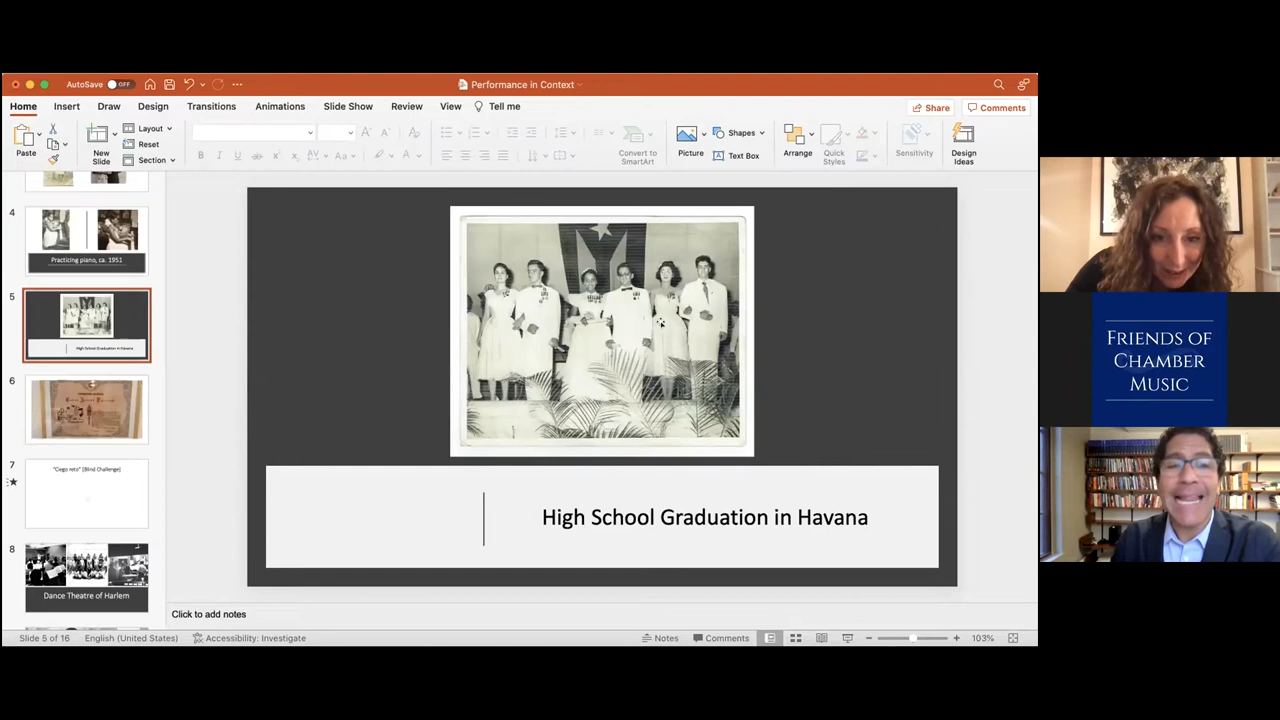 AutoSave OFF
Performance in Context
Home Insert Draw Design Transitions Animations Slide Show Review View Tell me
Share Comments
Paste
New Slide
Layout
Reset
Section
Convert to SmartArt
Picture
Shapes
Text Box
Arrange
Quick Styles
Sensitivity
Design Ideas
4
Practicing piano, ca. 1951
5
High School Graduation in Havana
6
7
"Ciego reto" [Blind Challenge]
8
Dance Theatre of Harlem
High School Graduation in Havana
Click to add notes
Slide 5 of 16 English (United States) Accessibility: Investigate Notes Comments 103%
FRIENDS OF
CHAMBER
MUSIC